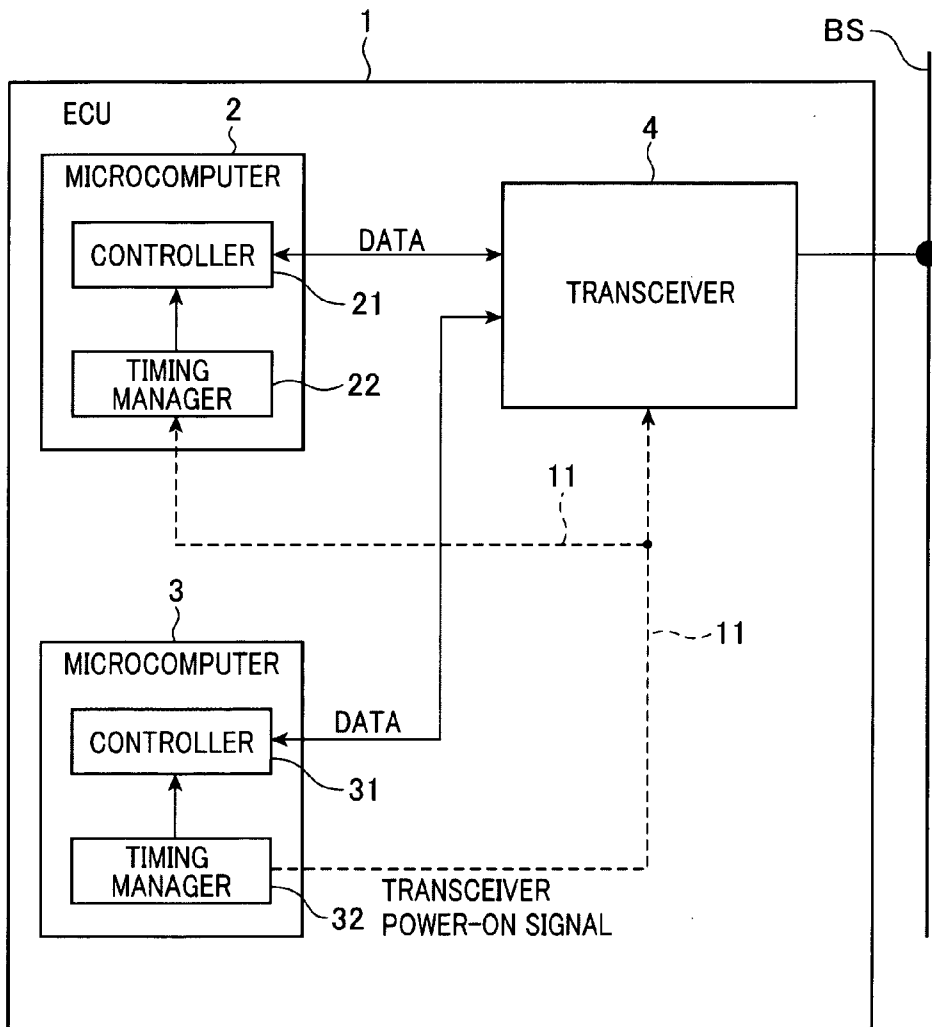 1
BS
ECU
2
MICROCOMPUTER
4
CONTROLLER
DATA
TRANSCEIVER
21
TIMING
MANAGER
22
11
3
11
MICROCOMPUTER
DATA
CONTROLLER
31
TIMING
MANAGER
32
TRANSCEIVER
POWER-ON SIGNAL